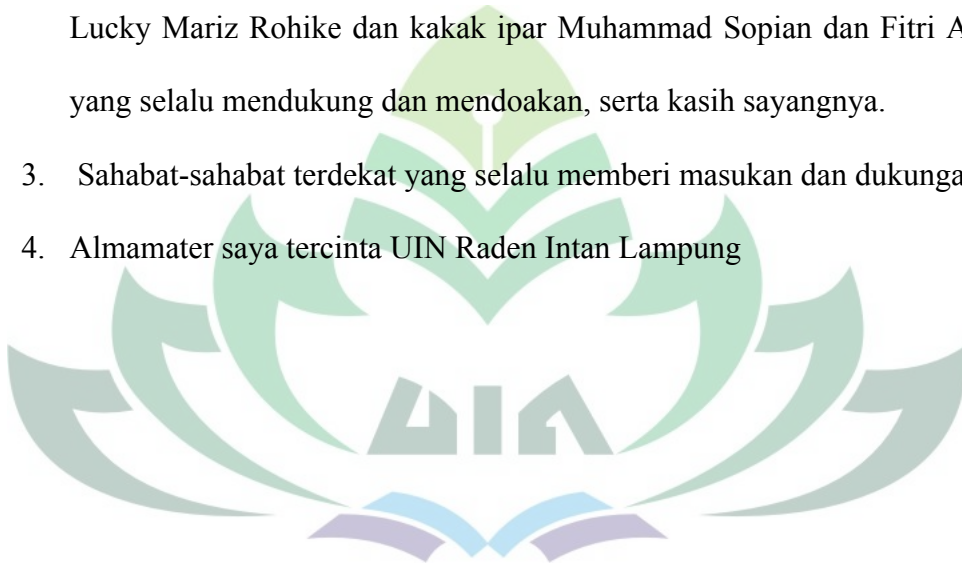 Lucky Mariz Rohike dan kakak ipar Muhammad Sopian dan Fitri
yang selalu mendukung dan mendoakan, serta kasih sayangnya.
3. Sahabat-sahabat terdekat yang selalu memberi masukan dan
4. Almamater saya tercinta UIN Raden Intan Lampung
UIN